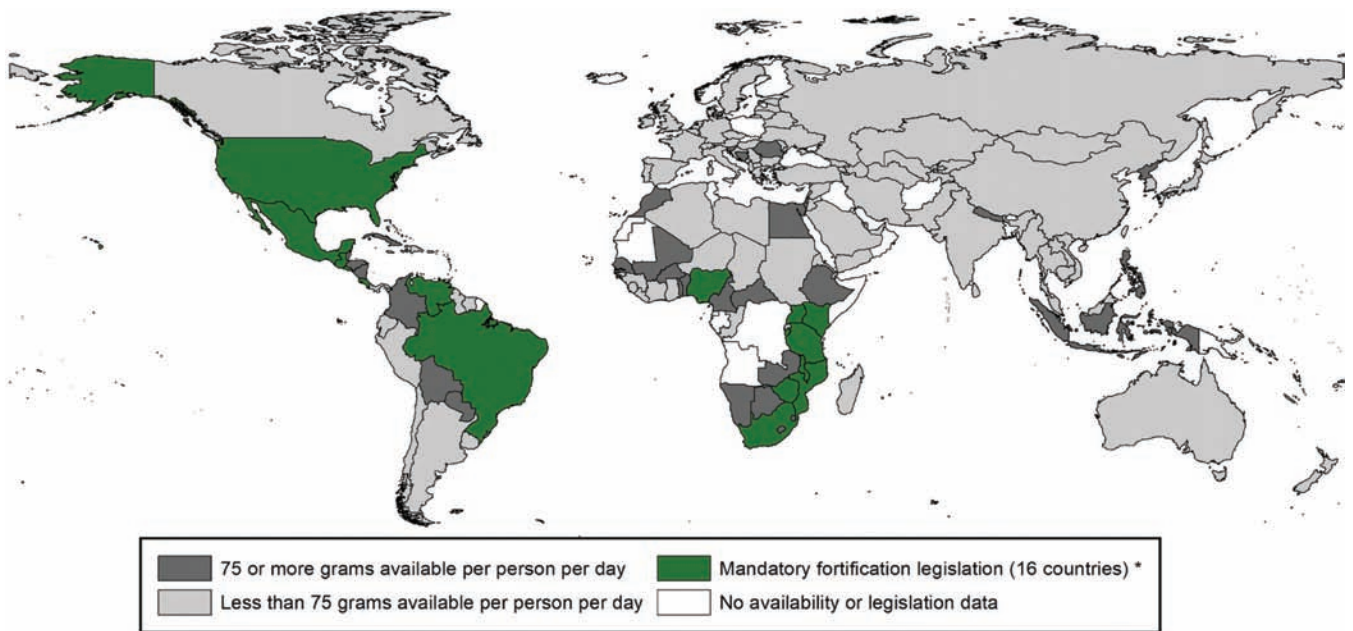 75 or more grams available per person per day
Mandatory fortification legislation (16 countries) *
Less than 75 grams available per person per day
No availability or legislation data